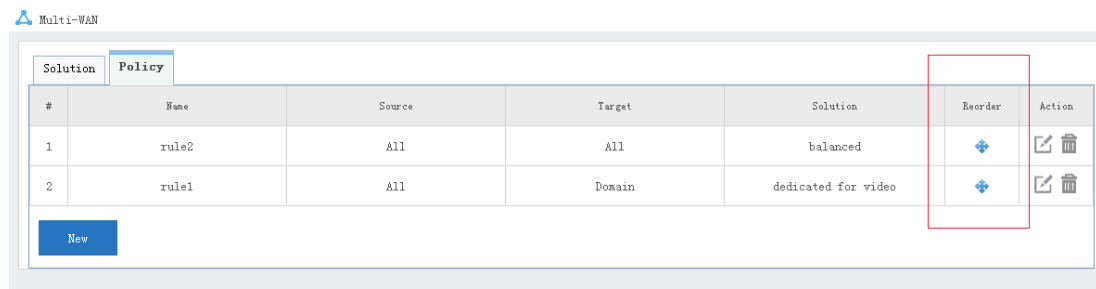 Multi-WAN
Solution Policy
# Name Source Target Solution Reorder Action
1 rule2 All All balanced
2 rule1 All Domain dedicated for video
New